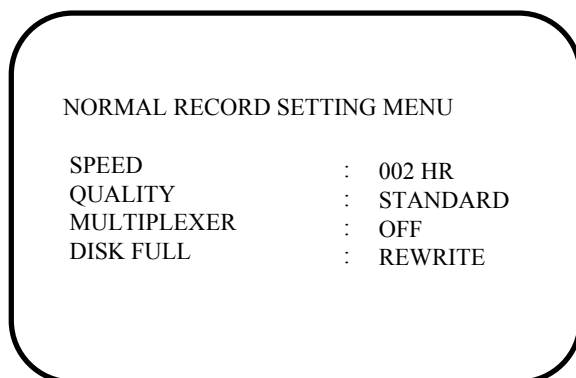 NORMAL RECORD SETTING MENU
SPEED : 002 HR
QUALITY : STANDARD
MULTIPLEXER : OFF
DISK FULL : REWRITE